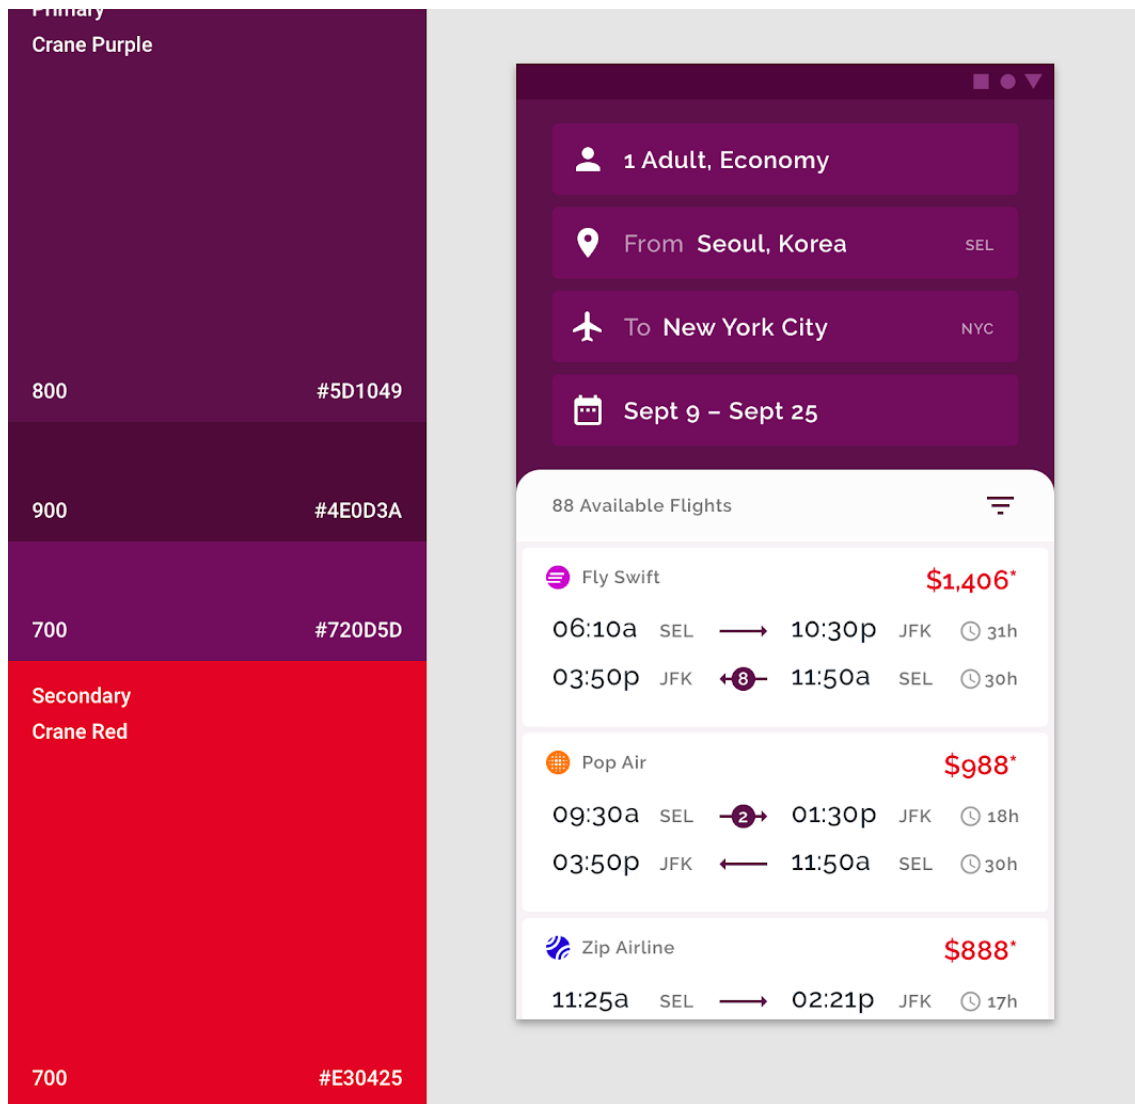 Primary
Crane Purple
800 #5D1049
900 #4E0D3A
700 #720D5D
Secondary
Crane Red
700 #E30425
1 Adult, Economy
From Seoul, Korea SEL
To New York City NYC
Sept 9 – Sept 25
88 Available Flights
Fly Swift $1,406*
06:10a SEL 10:30p JFK 31h
03:50p JFK 8 11:50a SEL 30h
Pop Air $988*
09:30a SEL 2 01:30p JFK 18h
03:50p JFK 11:50a SEL 30h
Zip Airline $888*
11:25a SEL 02:21p JFK 17h